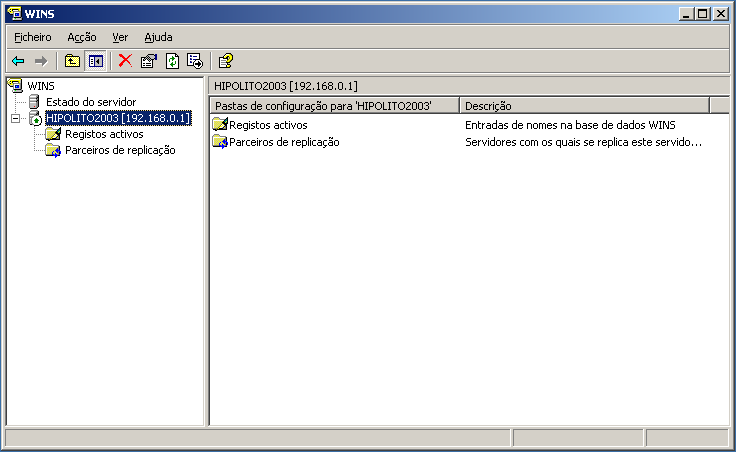 WINS
Ficheiro Acção Ver Ajuda
WINS
Estado do servidor
HIPOLITO2003 [192.168.0.1]
Registos activos
Parceiros de replicação
HIPOLITO2003 [192.168.0.1]
Pastas de configuração para 'HIPOLITO2003' Descrição
Registos activos Entradas de nomes na base de dados WINS
Parceiros de replicação Servidores com os quais se replica este servido...